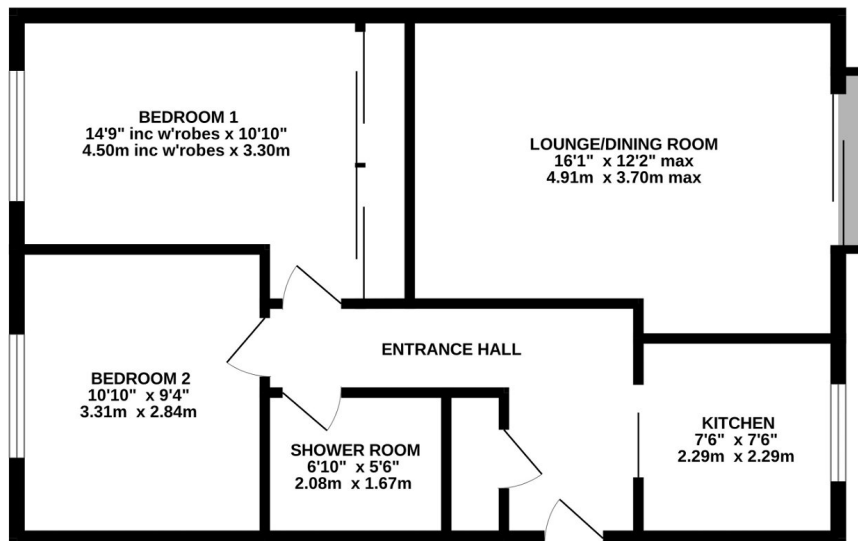 BEDROOM 1
14'9" inc w'robes x 10'10"
4.50m inc w'robes x 3.30m
LOUNGE/DINING ROOM
16'1" x 12'2" max
4.91m x 3.70m max
ENTRANCE HALL
BEDROOM 2
10'10" x 9'4"
3.31m x 2.84m
SHOWER ROOM
6'10" x 5'6"
2.08m x 1.67m
KITCHEN
7'6" x 7'6"
2.29m x 2.29m